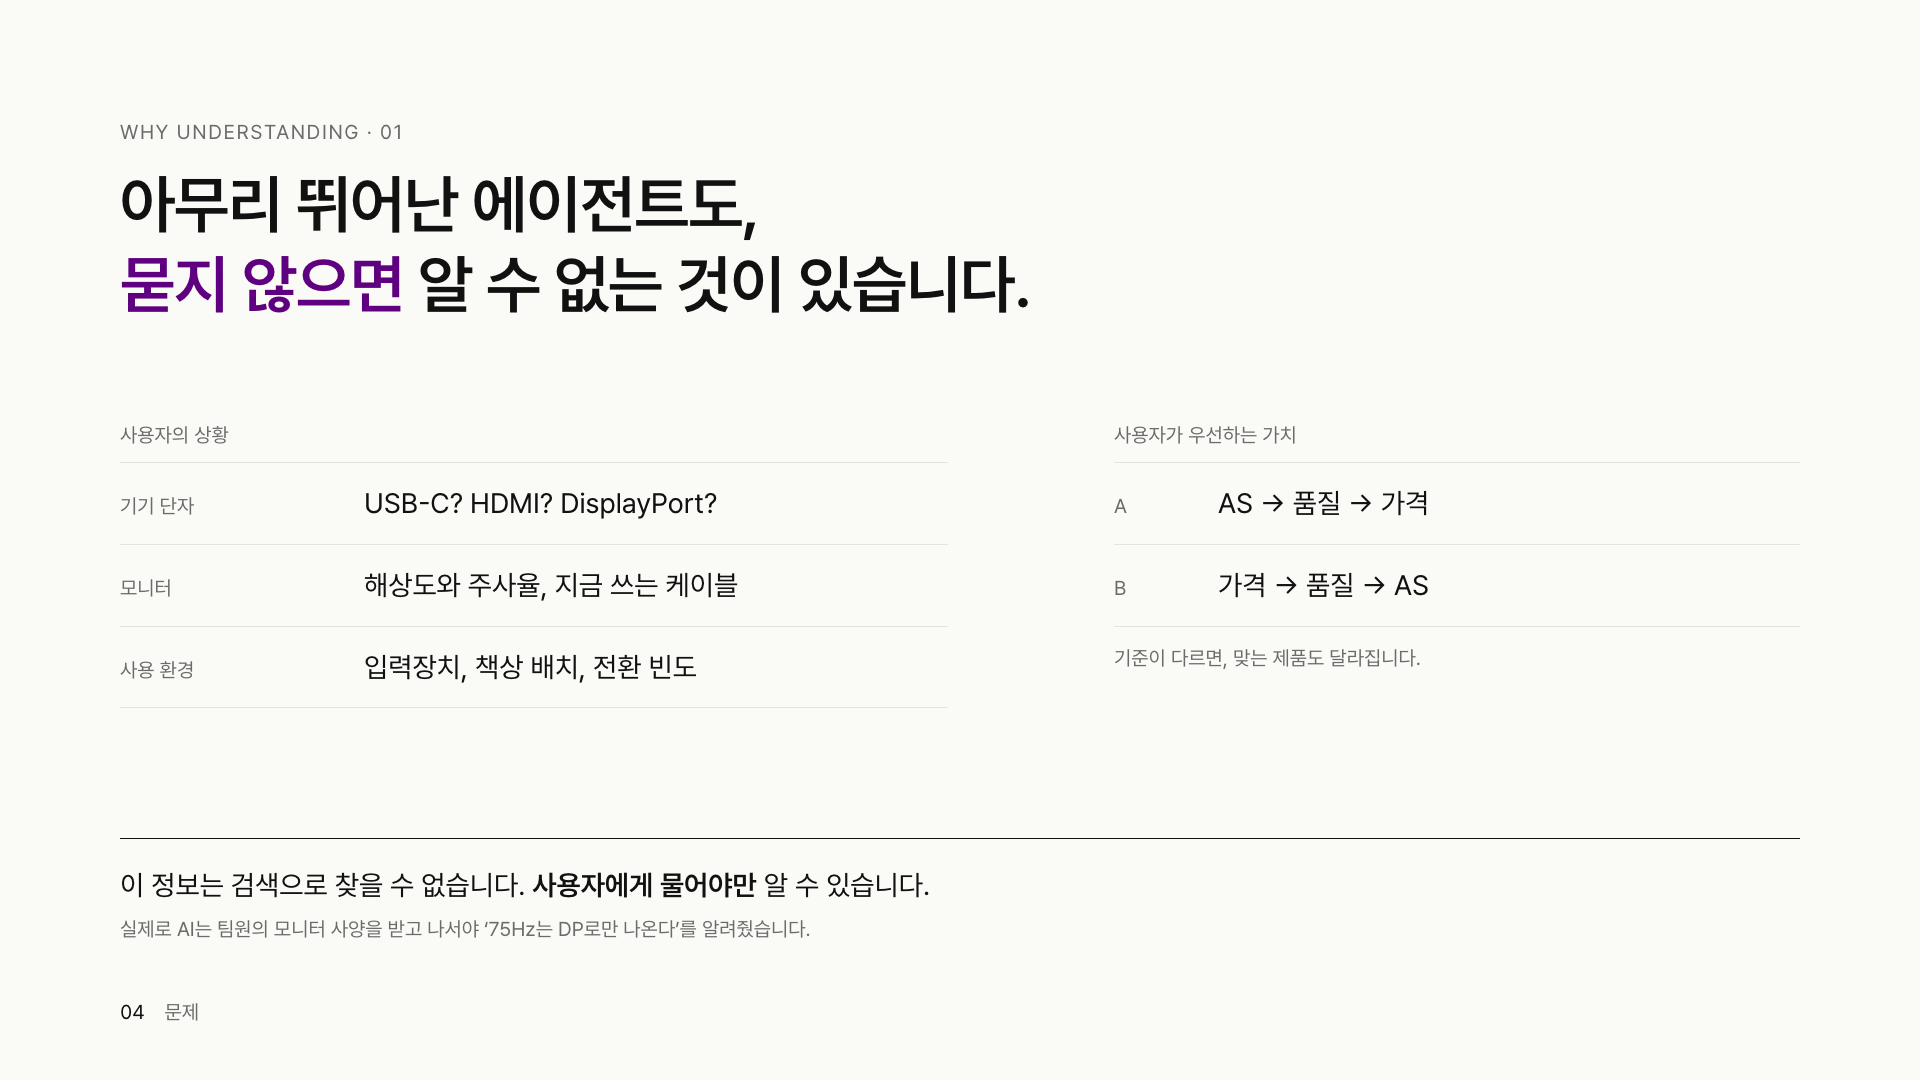 WHY UNDERSTANDING · 01
아무리 뛰어난 에이전트도,
묻지 않으면 알 수 없는 것이 있습니다.
사용자의 상황
기기 단자 USB-C? HDMI? DisplayPort?
모니터 해상도와 주사율, 지금 쓰는 케이블
사용 환경 입력장치, 책상 배치, 전환 빈도
사용자가 우선하는 가치
A AS → 품질 → 가격
B 가격 → 품질 → AS
기준이 다르면, 맞는 제품도 달라집니다.
이 정보는 검색으로 찾을 수 없습니다. 사용자에게 물어야만 알 수 있습니다.
실제로 AI는 팀원의 모니터 사양을 받고 나서야 ‘75Hz는 DP로만 나온다’를 알려줬습니다.
04 문제